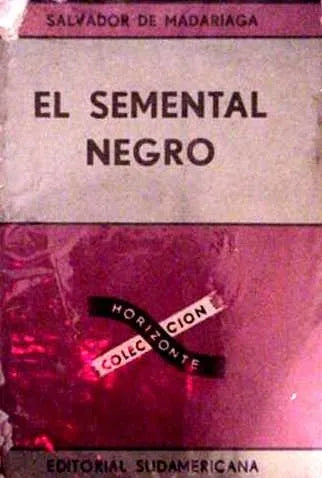 SALVADOR DE MADARIAGA
EL SEMENTAL
NEGRO
HORIZONTE
COLECCION
EDITORIAL SUDAMERICANA